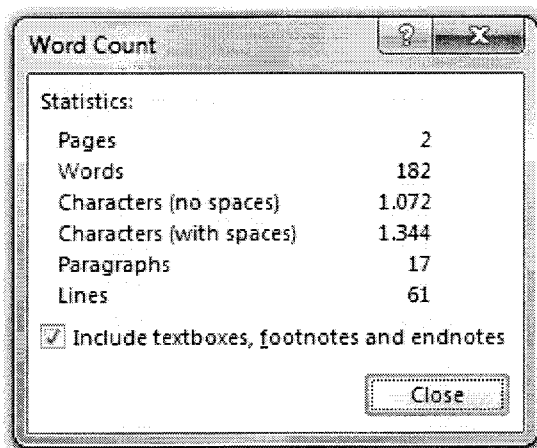 Word Count
Statistics:
Pages 2
Words 182
Characters (no spaces) 1.072
Characters (with spaces) 1.344
Paragraphs 17
Lines 61
Include textboxes, footnotes and endnotes
Close